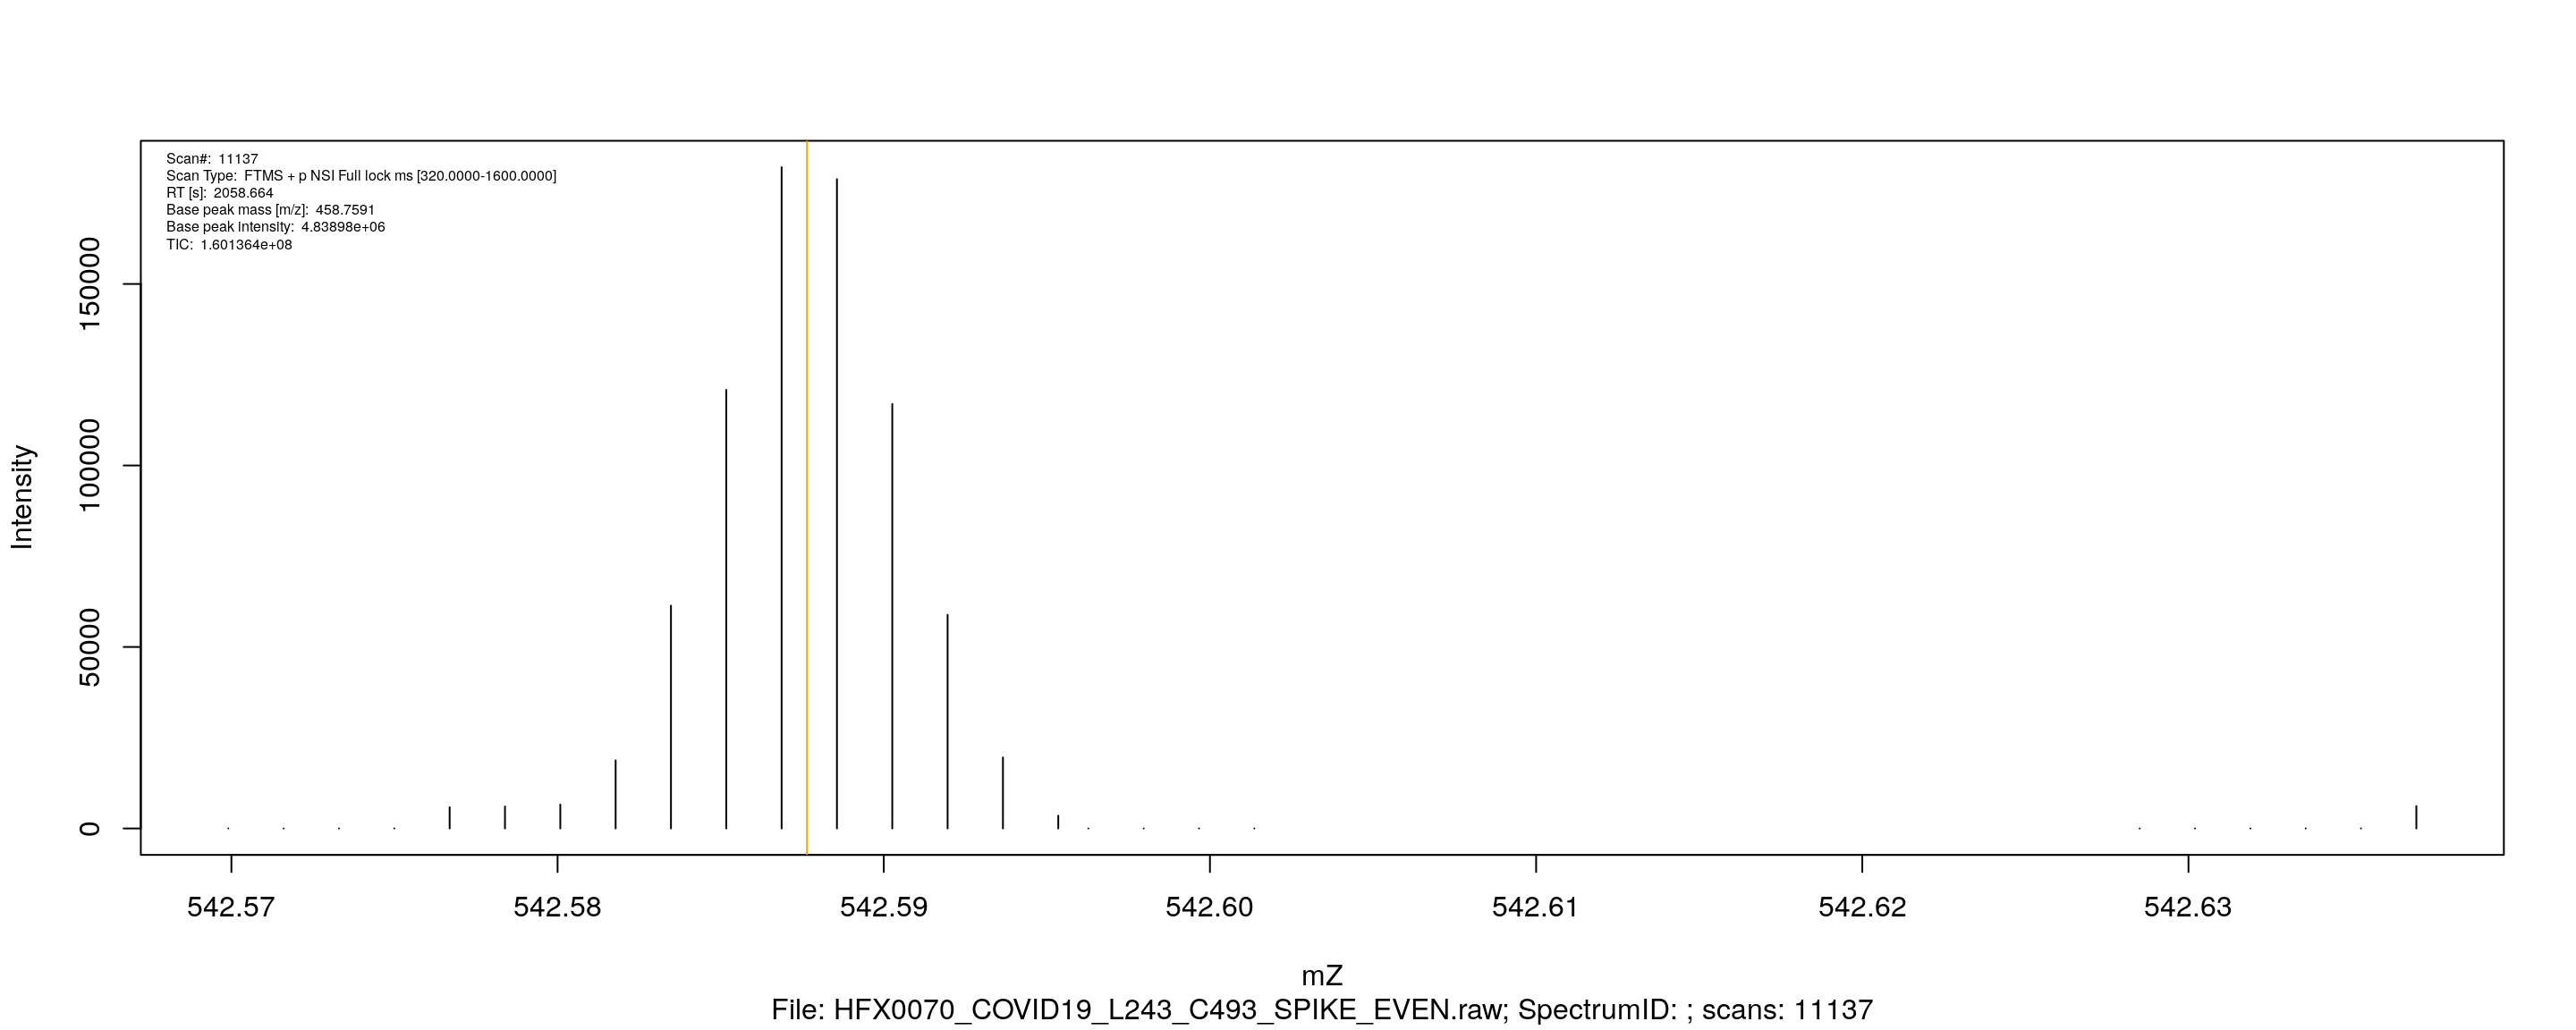 Scan#: 11137
Scan Type: FTMS + p NSI Full lock ms [320.0000-1600.0000]
RT [s]: 2058.664
Base peak mass [m/z]: 458.7591
Base peak intensity: 4.83898e+06
TIC: 1.601364e+08
Intensity
150000
100000
50000
0
542.57 542.58 542.59 542.60 542.61 542.62 542.63
mZ
File: HFX0070_COVID19_L243_C493_SPIKE_EVEN.raw; SpectrumID: ; scans: 11137